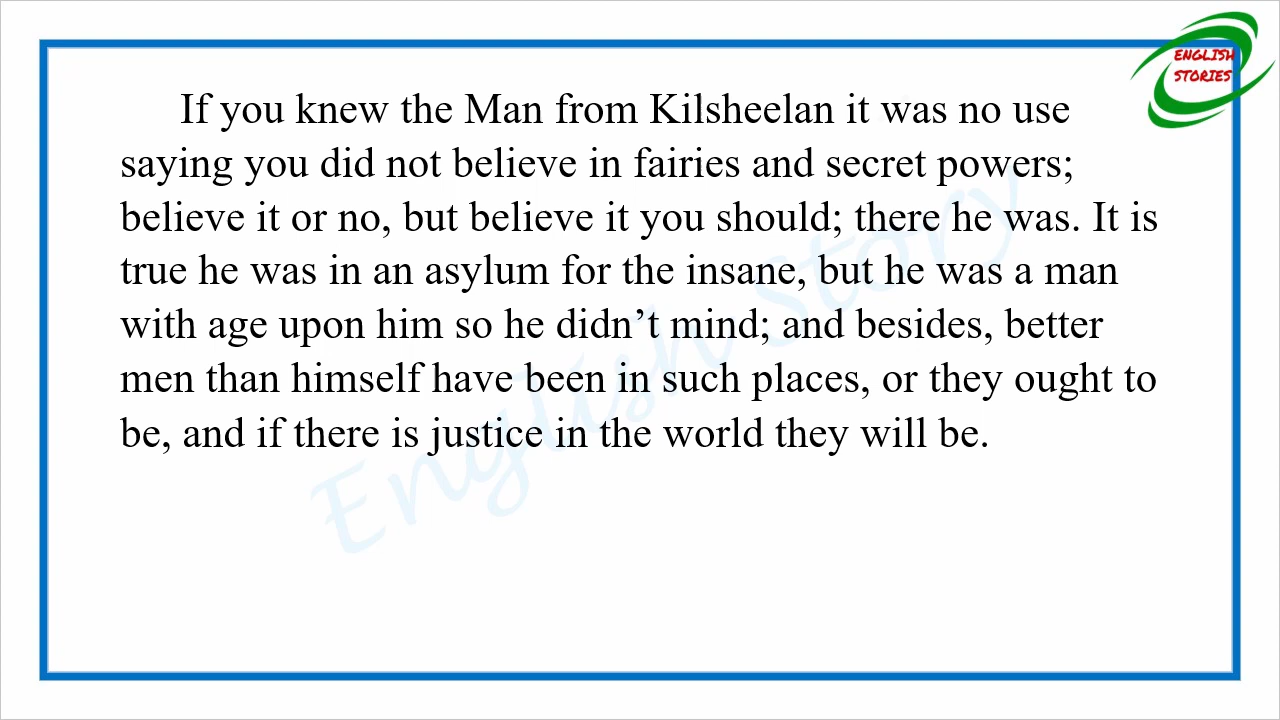 ENGLISH
STORIES
If you knew the Man from Kilsheelan it was no use
saying you did not believe in fairies and secret powers;
believe it or no, but believe it you should; there he was. It is
true he was in an asylum for the insane, but he was a man
with age upon him so he didn’t mind; and besides, better
men than himself have been in such places, or they ought to
be, and if there is justice in the world they will be.
English Story